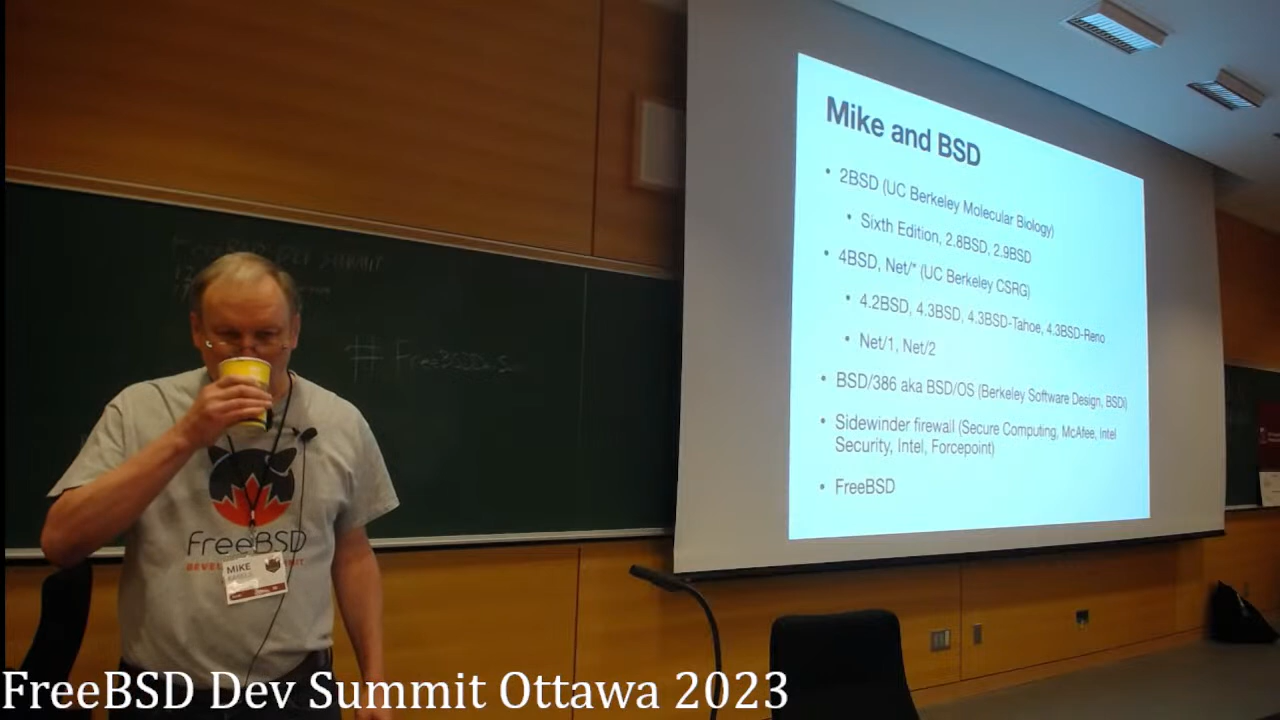 Mike and BSD
• 2BSD (UC Berkeley Molecular Biology)
• Sixth Edition, 2.8BSD, 2.9BSD
• 4BSD, Net/* (UC Berkeley CSRG)
• 4.2BSD, 4.3BSD, 4.3BSD-Tahoe, 4.3BSD-Reno
• Net/1, Net/2
• BSD/386 aka BSD/OS (Berkeley Software Design, BSDI)
• Sidewinder firewall (Secure Computing, McAfee, Intel
Security, Intel, Forcepoint)
• FreeBSD
DEV SUMMIT
#
FreeBSD
MIKE
FreeBSD Dev Summit Ottawa 2023